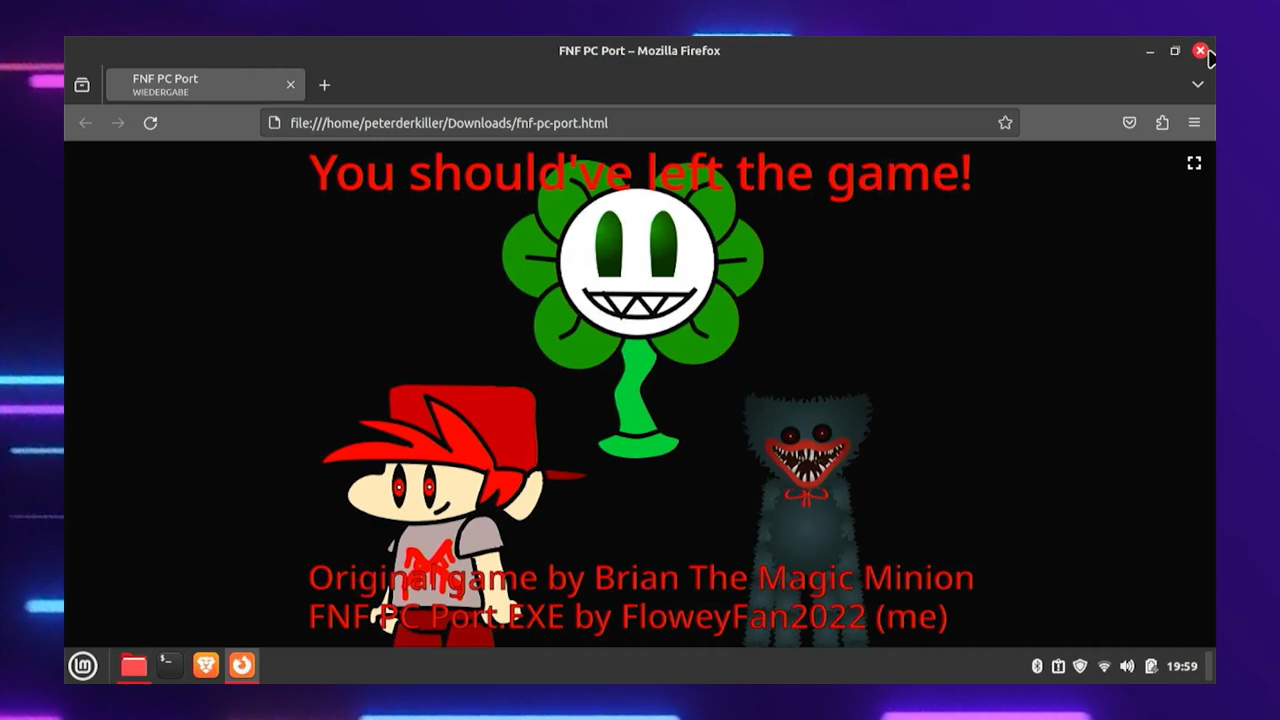 FNF PC Port – Mozilla Firefox
FNF PC Port
WIEDERGABE
file:///home/peterderkiller/Downloads/fnf-pc-port.html
You should've left the game!
Original game by Brian The Magic Minion
FNF PC Port.EXE by FloweyFan2022 (me)
$_
19:59